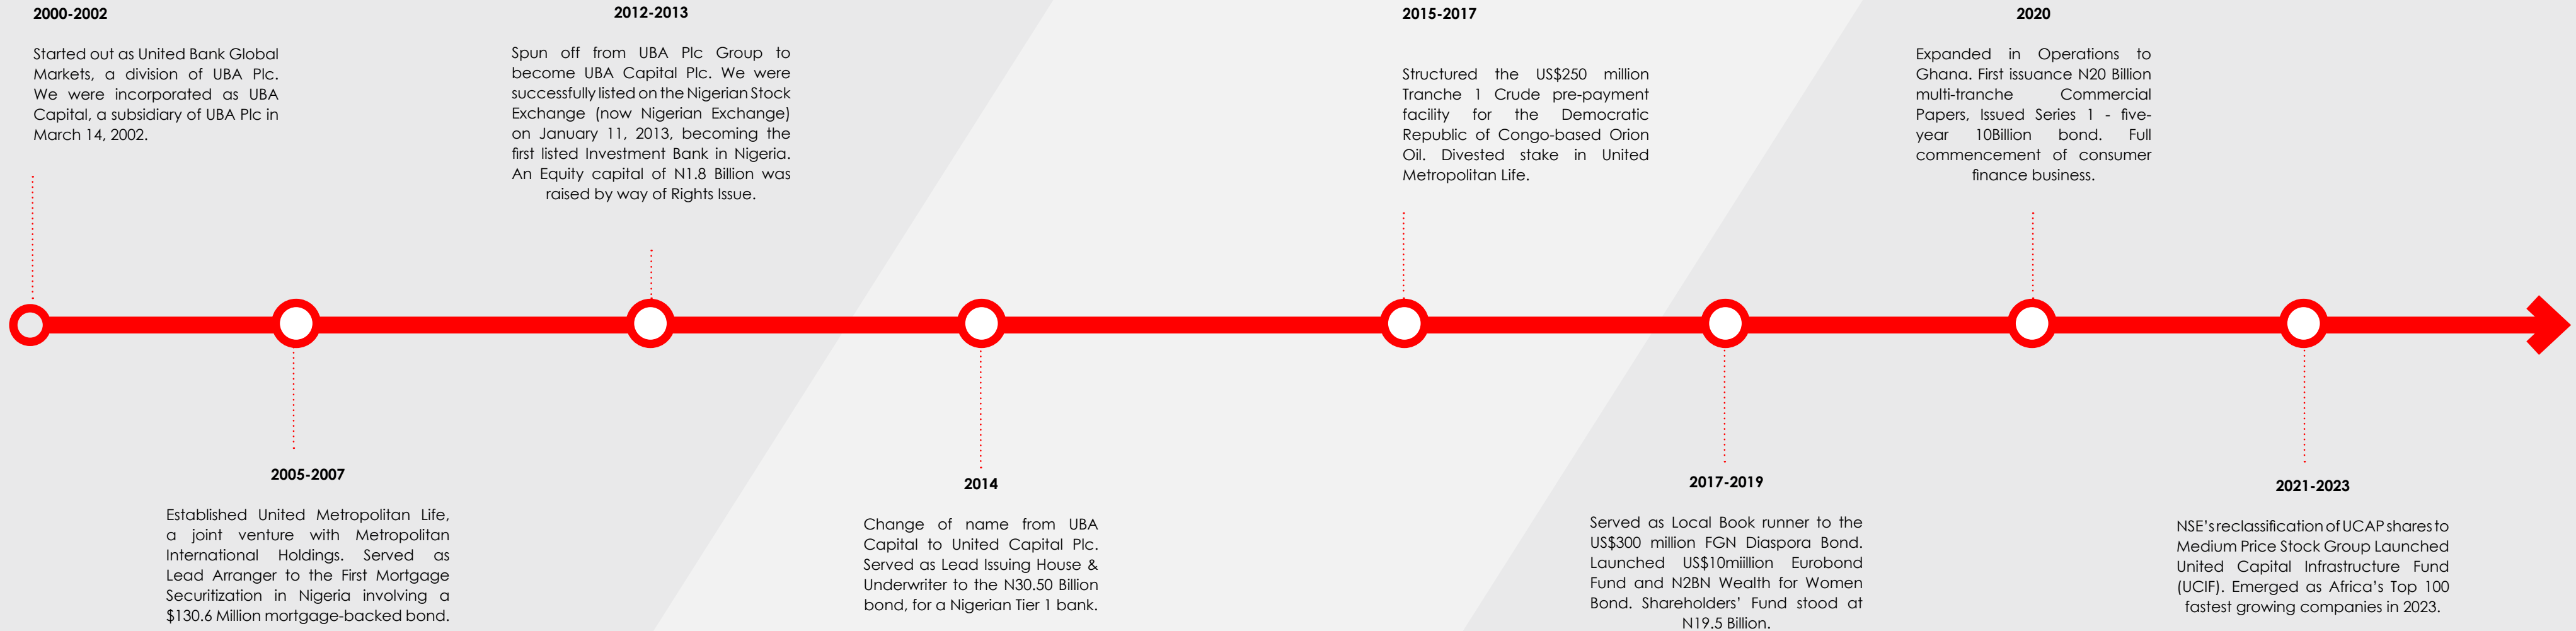 2000-2002
Started out as United Bank Global
Markets, a division of UBA Plc.
We were incorporated as UBA
Capital, a subsidiary of UBA Plc in
March 14, 2002.
2005-2007
Established United Metropolitan Life,
a joint venture with Metropolitan
International Holdings. Served as
Lead Arranger to the First Mortgage
Securitization in Nigeria involving a
$130.6 Million mortgage-backed bond.
2012-2013
Spun off from UBA Plc Group to
become UBA Capital Plc. We were
successfully listed on the Nigerian Stock
Exchange (now Nigerian Exchange)
on January 11, 2013, becoming the
first listed Investment Bank in Nigeria.
An Equity capital of N1.8 Billion was
raised by way of Rights Issue.
2014
Change of name from UBA
Capital to United Capital Plc.
Served as Lead Issuing House &
Underwriter to the N30.50 Billion
bond, for a Nigerian Tier 1 bank.
2015-2017
Structured the US$250 million
Tranche 1 Crude pre-payment
facility for the Democratic
Republic of Congo-based Orion
Oil. Divested stake in United
Metropolitan Life.
2017-2019
Served as Local Book runner to the
US$300 million FGN Diaspora Bond.
Launched US$10miillion Eurobond
Fund and N2BN Wealth for Women
Bond. Shareholders' Fund stood at
N19.5 Billion.
2020
Expanded in Operations to
Ghana. First issuance N20 Billion
multi-tranche Commercial
Papers, Issued Series 1 - five-
year 10Billion bond. Full
commencement of consumer
finance business.
2021-2023
NSE's reclassification of UCAP shares to
Medium Price Stock Group Launched
United Capital Infrastructure Fund
(UCIF). Emerged as Africa's Top 100
fastest growing companies in 2023.